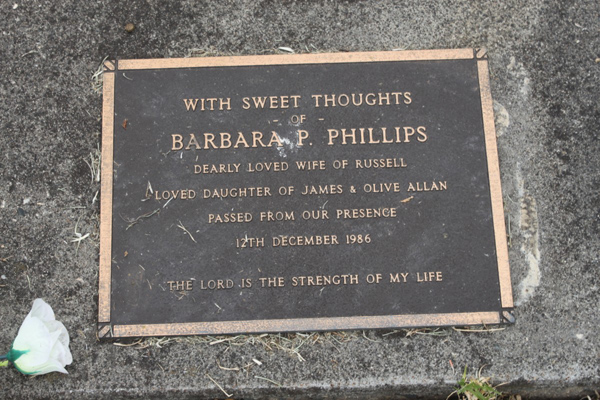 WITH SWEET THOUGHTS
- OF -
BARBARA P. PHILLIPS
DEARLY LOVED WIFE OF RUSSELL
LOVED DAUGHTER OF JAMES & OLIVE ALLAN
PASSED FROM OUR PRESENCE
12TH DECEMBER 1986
THE LORD IS THE STRENGTH OF MY LIFE